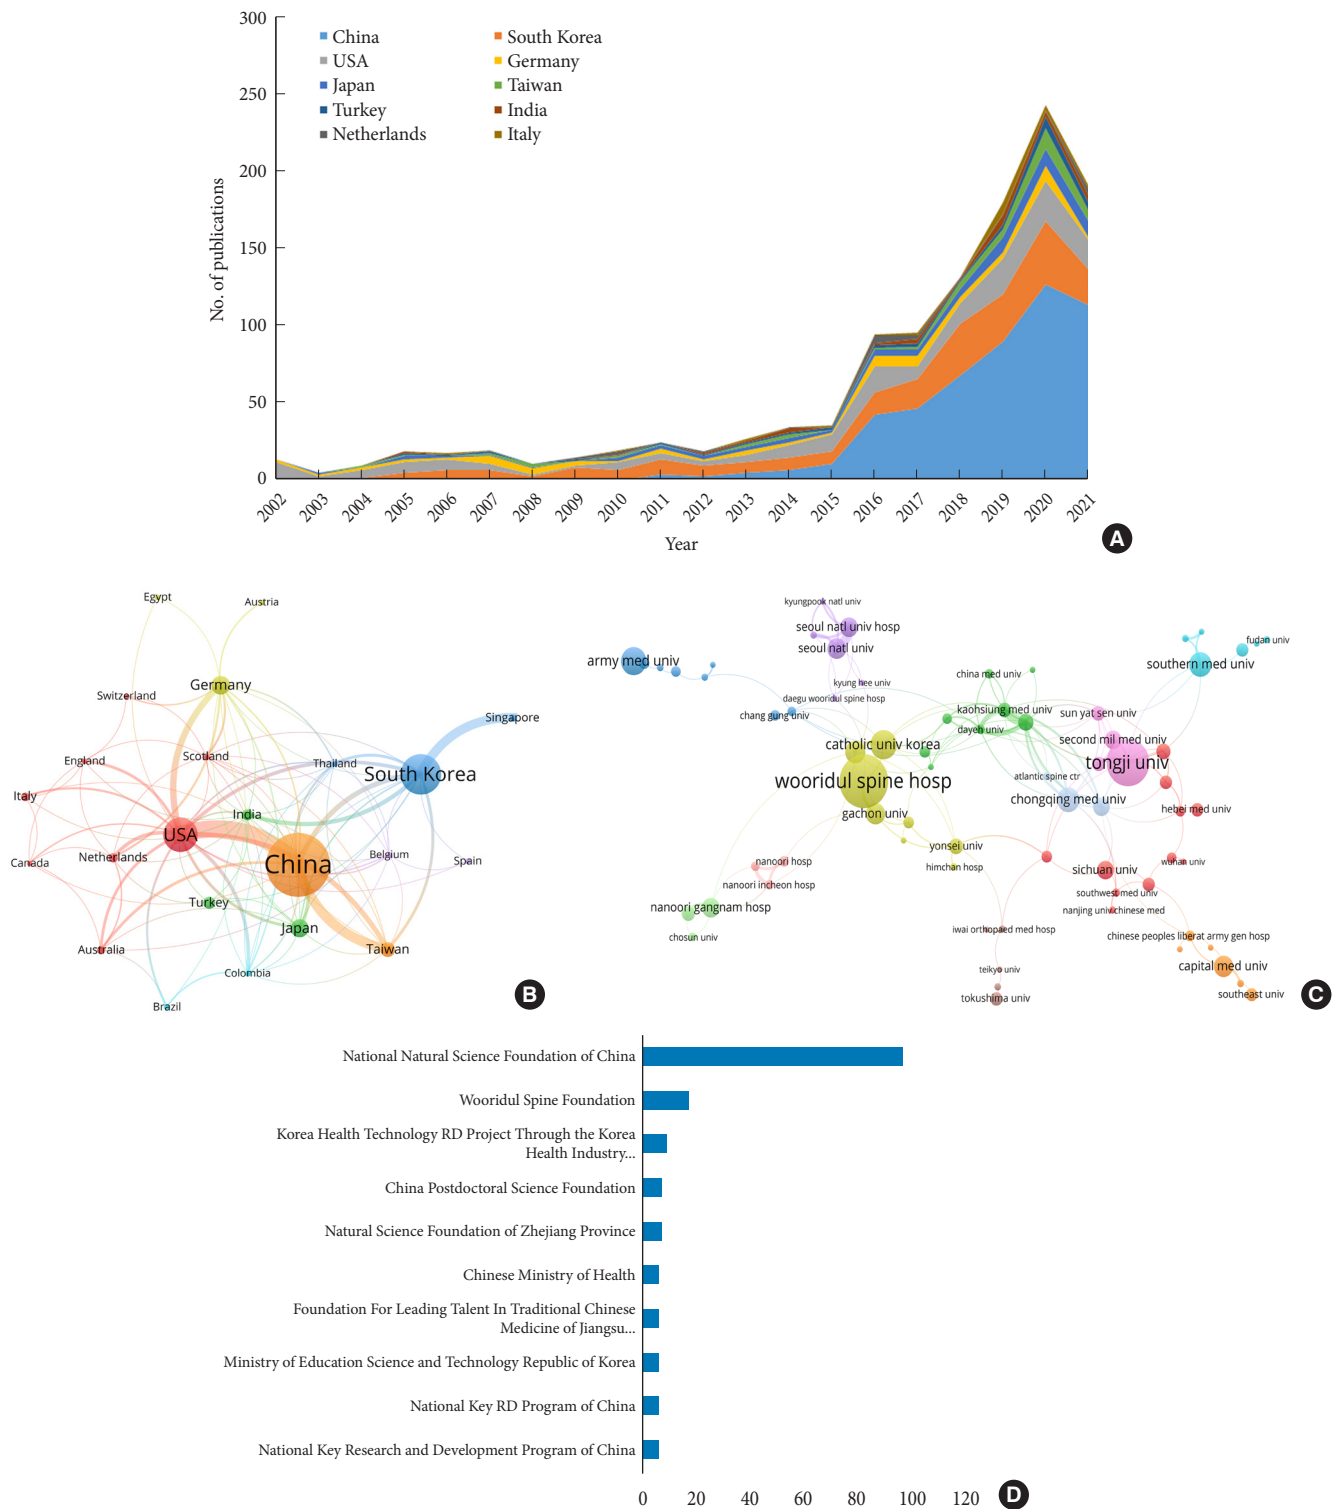 300
250
200
150
100
50
0
No. of publications
China
South Korea
USA
Germany
Japan
Taiwan
Turkey
India
Netherlands
Italy
2002 2003 2004 2005 2006 2007 2008 2009 2010 2011 2012 2013 2014 2015 2016 2017 2018 2019 2020 2021
Year
A
Egypt
Austria
Germany
Switzerland
Singapore
England
Scotland
Thailand
South Korea
Italy
India
USA
Canada
Netherlands
China
Belgium
Spain
Turkey
Japan
Australia
Taiwan
Colombia
Brazil
B
kyungpook natl univ
seoul natl univ hosp
seoul natl univ
army med univ
fudan univ
southern med univ
china med univ
kyung hee univ
daegu wooridul spine hosp
chang gung univ
kaohsiung med univ
sun yat sen univ
dayeh univ
catholic univ korea
second mil med univ
tongji univ
wooridul spine hosp
atlantic spine ctr
chongqing med univ
gachon univ
hebei med univ
yonsei univ
nanoori hosp
himchan hosp
wuhan univ
sichuan univ
nanoori incheon hosp
southwest med univ
nanoori gangnam hosp
nanjing univ chinese med
iwai orthopaed med hosp
chosun univ
chinese peoples liberat army gen hosp
teikyo univ
capital med univ
tokushima univ
southeast univ
C
National Natural Science Foundation of China
Wooridul Spine Foundation
Korea Health Technology RD Project Through the Korea
Health Industry...
China Postdoctoral Science Foundation
Natural Science Foundation of Zhejiang Province
Chinese Ministry of Health
Foundation For Leading Talent In Traditional Chinese
Medicine of Jiangsu...
Ministry of Education Science and Technology Republic of Korea
National Key RD Program of China
National Key Research and Development Program of China
0 20 40 60 80 100 120
D